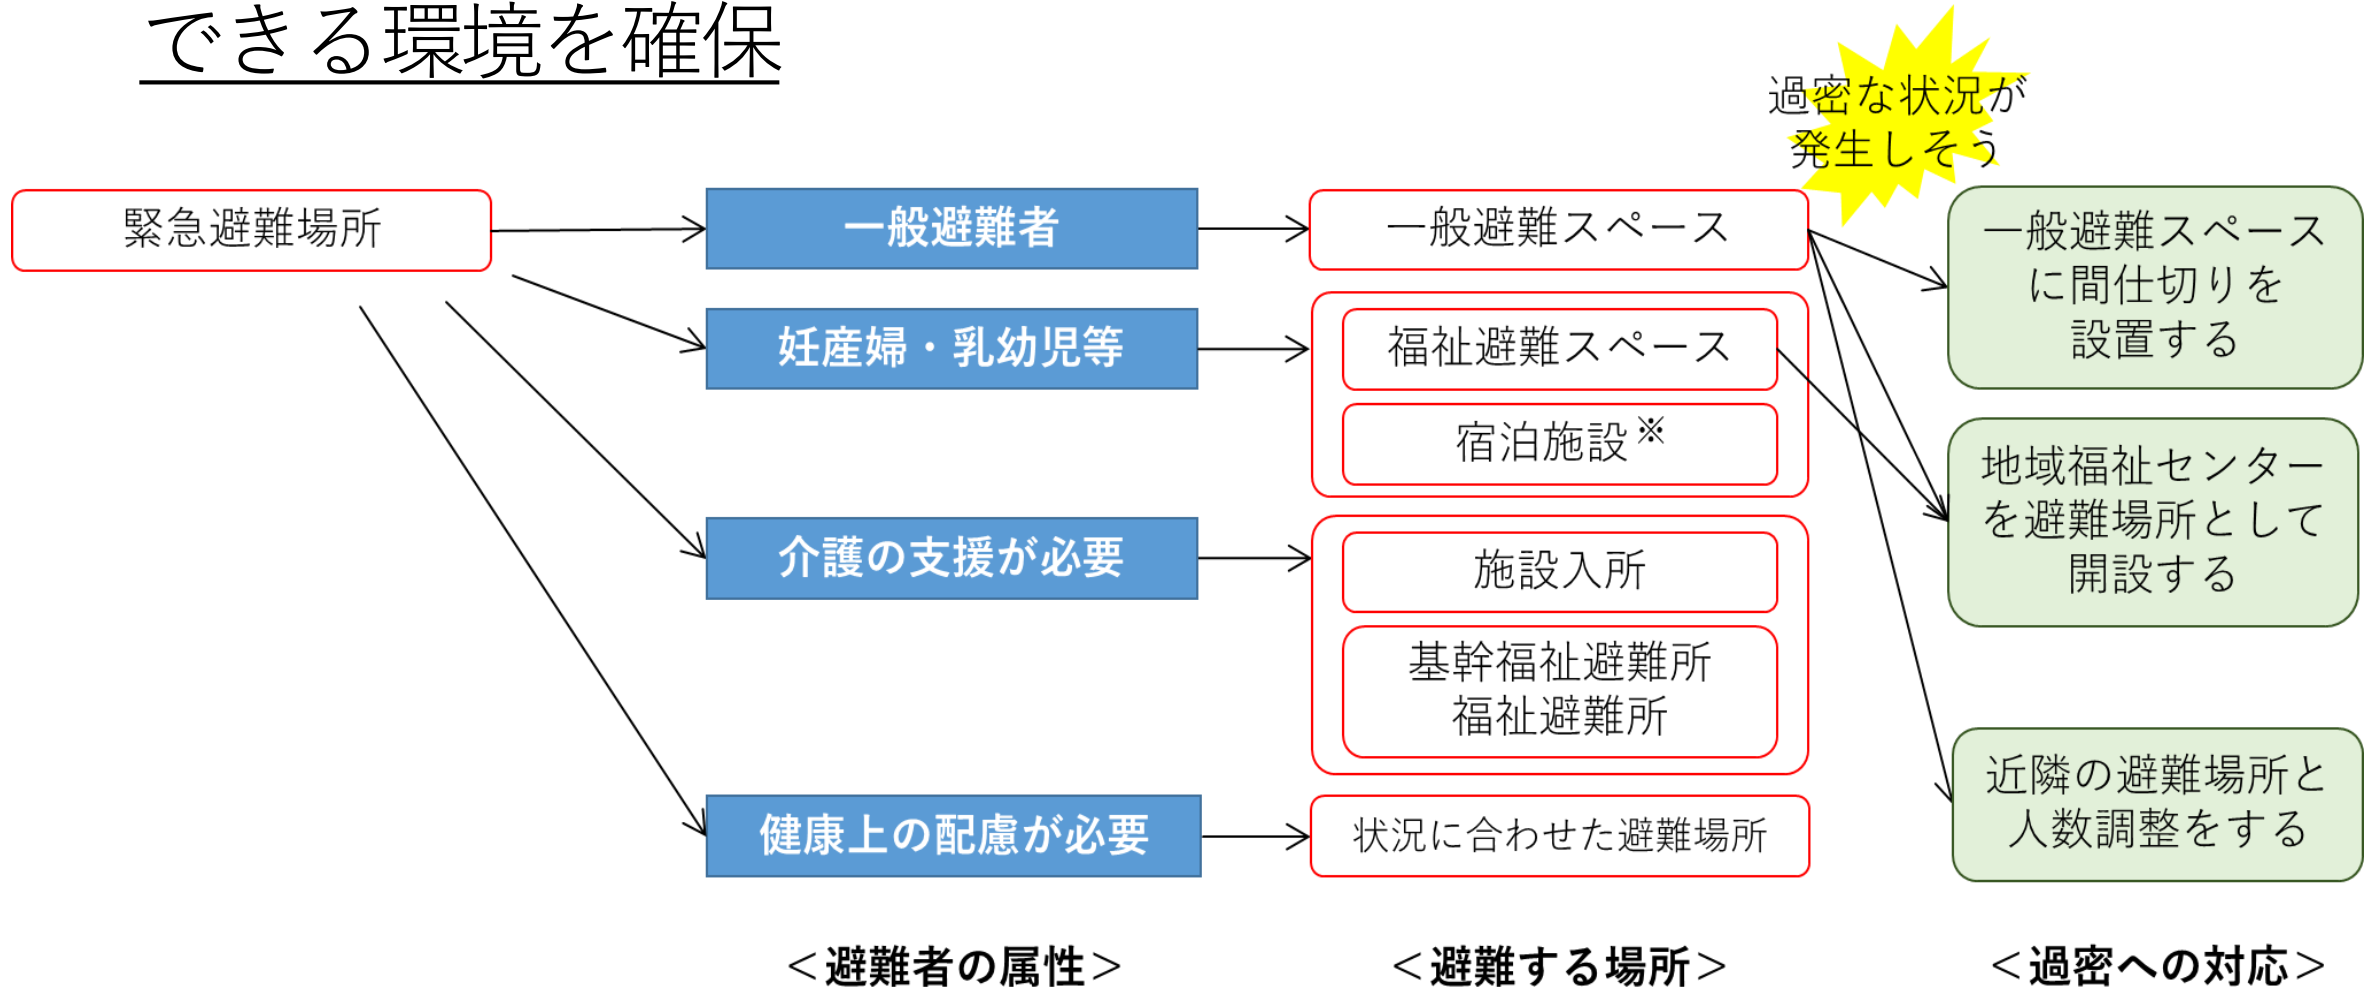 できる環境を確保
過密な状況が
発生しそう
緊急避難場所
一般避難者
一般避難スペース
一般避難スペース
に間仕切りを
設置する
妊産婦・乳幼児等
福祉避難スペース
宿泊施設※
地域福祉センター
を避難場所として
開設する
介護の支援が必要
施設入所
基幹福祉避難所
福祉避難所
健康上の配慮が必要
状況に合わせた避難場所
近隣の避難場所と
人数調整をする
＜避難者の属性＞
＜避難する場所＞
＜過密への対応＞